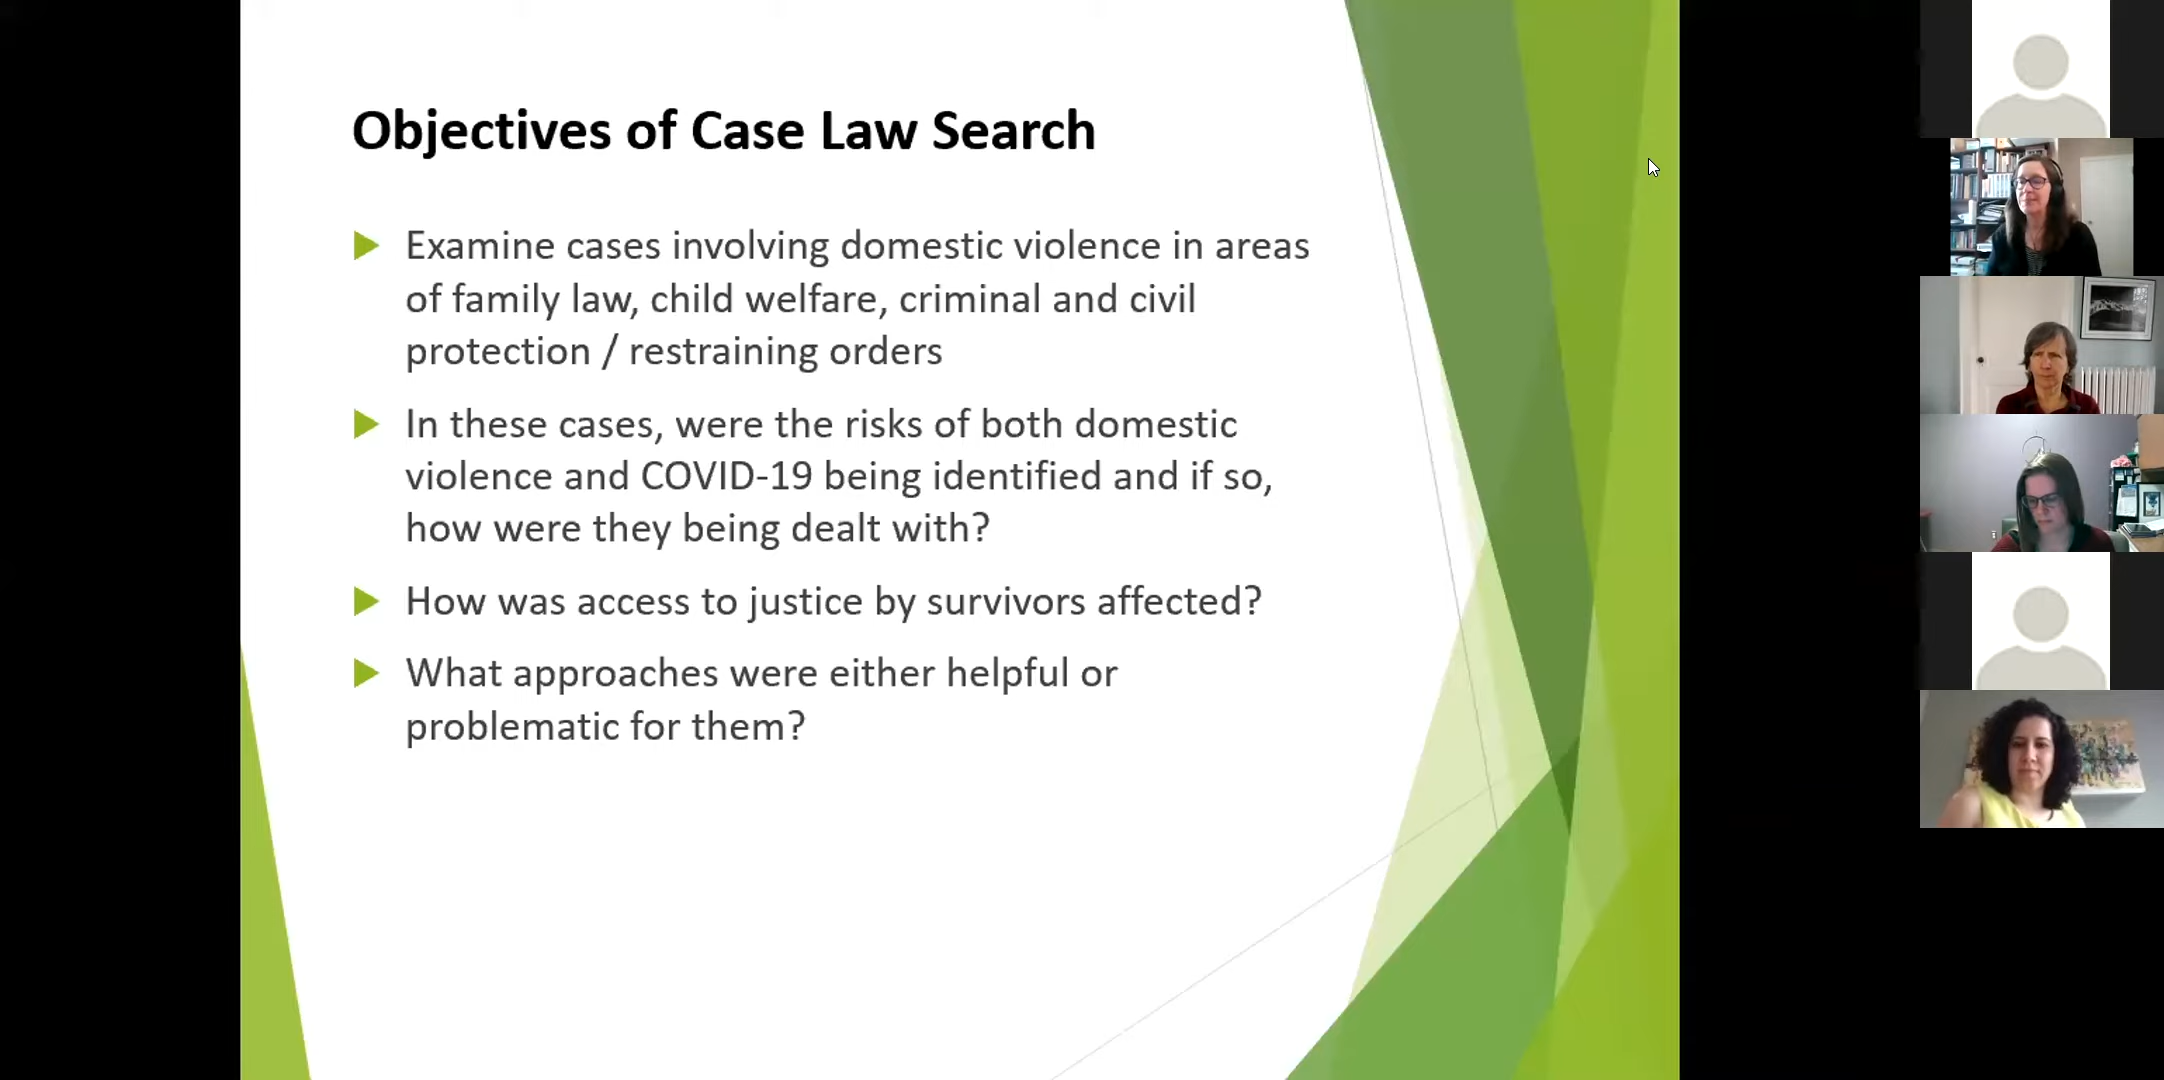 Objectives of Case Law Search
Examine cases involving domestic violence in areas
of family law, child welfare, criminal and civil
protection / restraining orders
In these cases, were the risks of both domestic
violence and COVID-19 being identified and if so,
how were they being dealt with?
How was access to justice by survivors affected?
What approaches were either helpful or
problematic for them?